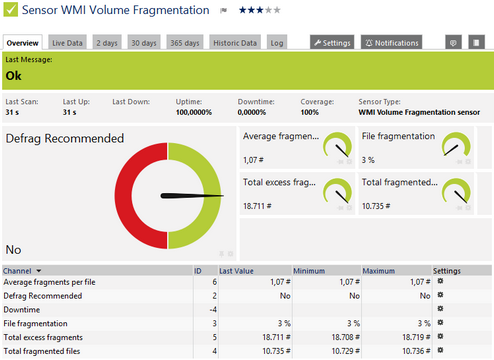 Sensor WMI Volume Fragmentation
Overview Live Data 2 days 30 days 365 days Historic Data Log Settings Notifications
Last Message:
Ok
Last Scan: Last Up: Last Down: Uptime: Downtime: Coverage: Sensor Type:
31 s 31 s 100,0000% 0,0000% 100% WMI Volume Fragmentation sensor
Defrag Recommended
No
Average fragmen...
1,07 #
File fragmentation
3 %
Total excess frag...
18.711 #
Total fragmented...
10.735 #
Channel ID Last Value Minimum Maximum Settings
Average fragments per file 6 1,07 # 1,07 # 1,07 #
Defrag Recommended 2 No No No
Downtime -4
File fragmentation 3 3 % 3 % 3 %
Total excess fragments 5 18.711 # 18.708 # 18.719 #
Total fragmented files 4 10.735 # 10.729 # 10.736 #